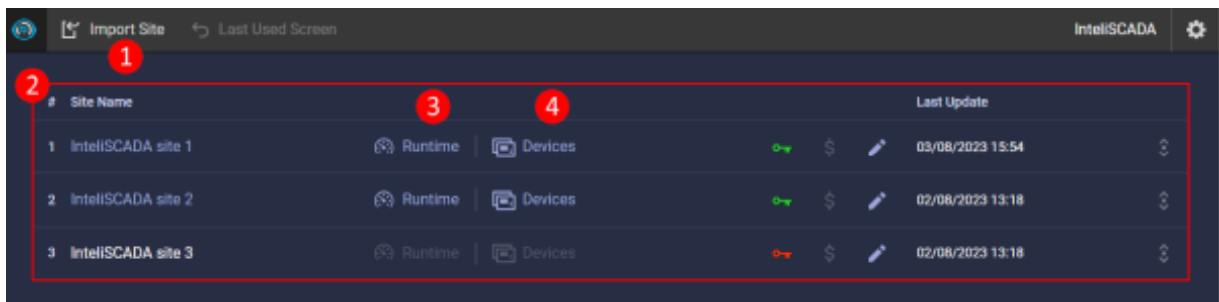 Import Site Last Used Screen InteliSCADA
1
2
# Site Name 3 4 Last Update
1 InteliSCADA site 1 Runtime Devices $ 03/08/2023 15:54
2 InteliSCADA site 2 Runtime Devices $ 02/08/2023 13:18
3 InteliSCADA site 3 Runtime Devices $ 02/08/2023 13:18